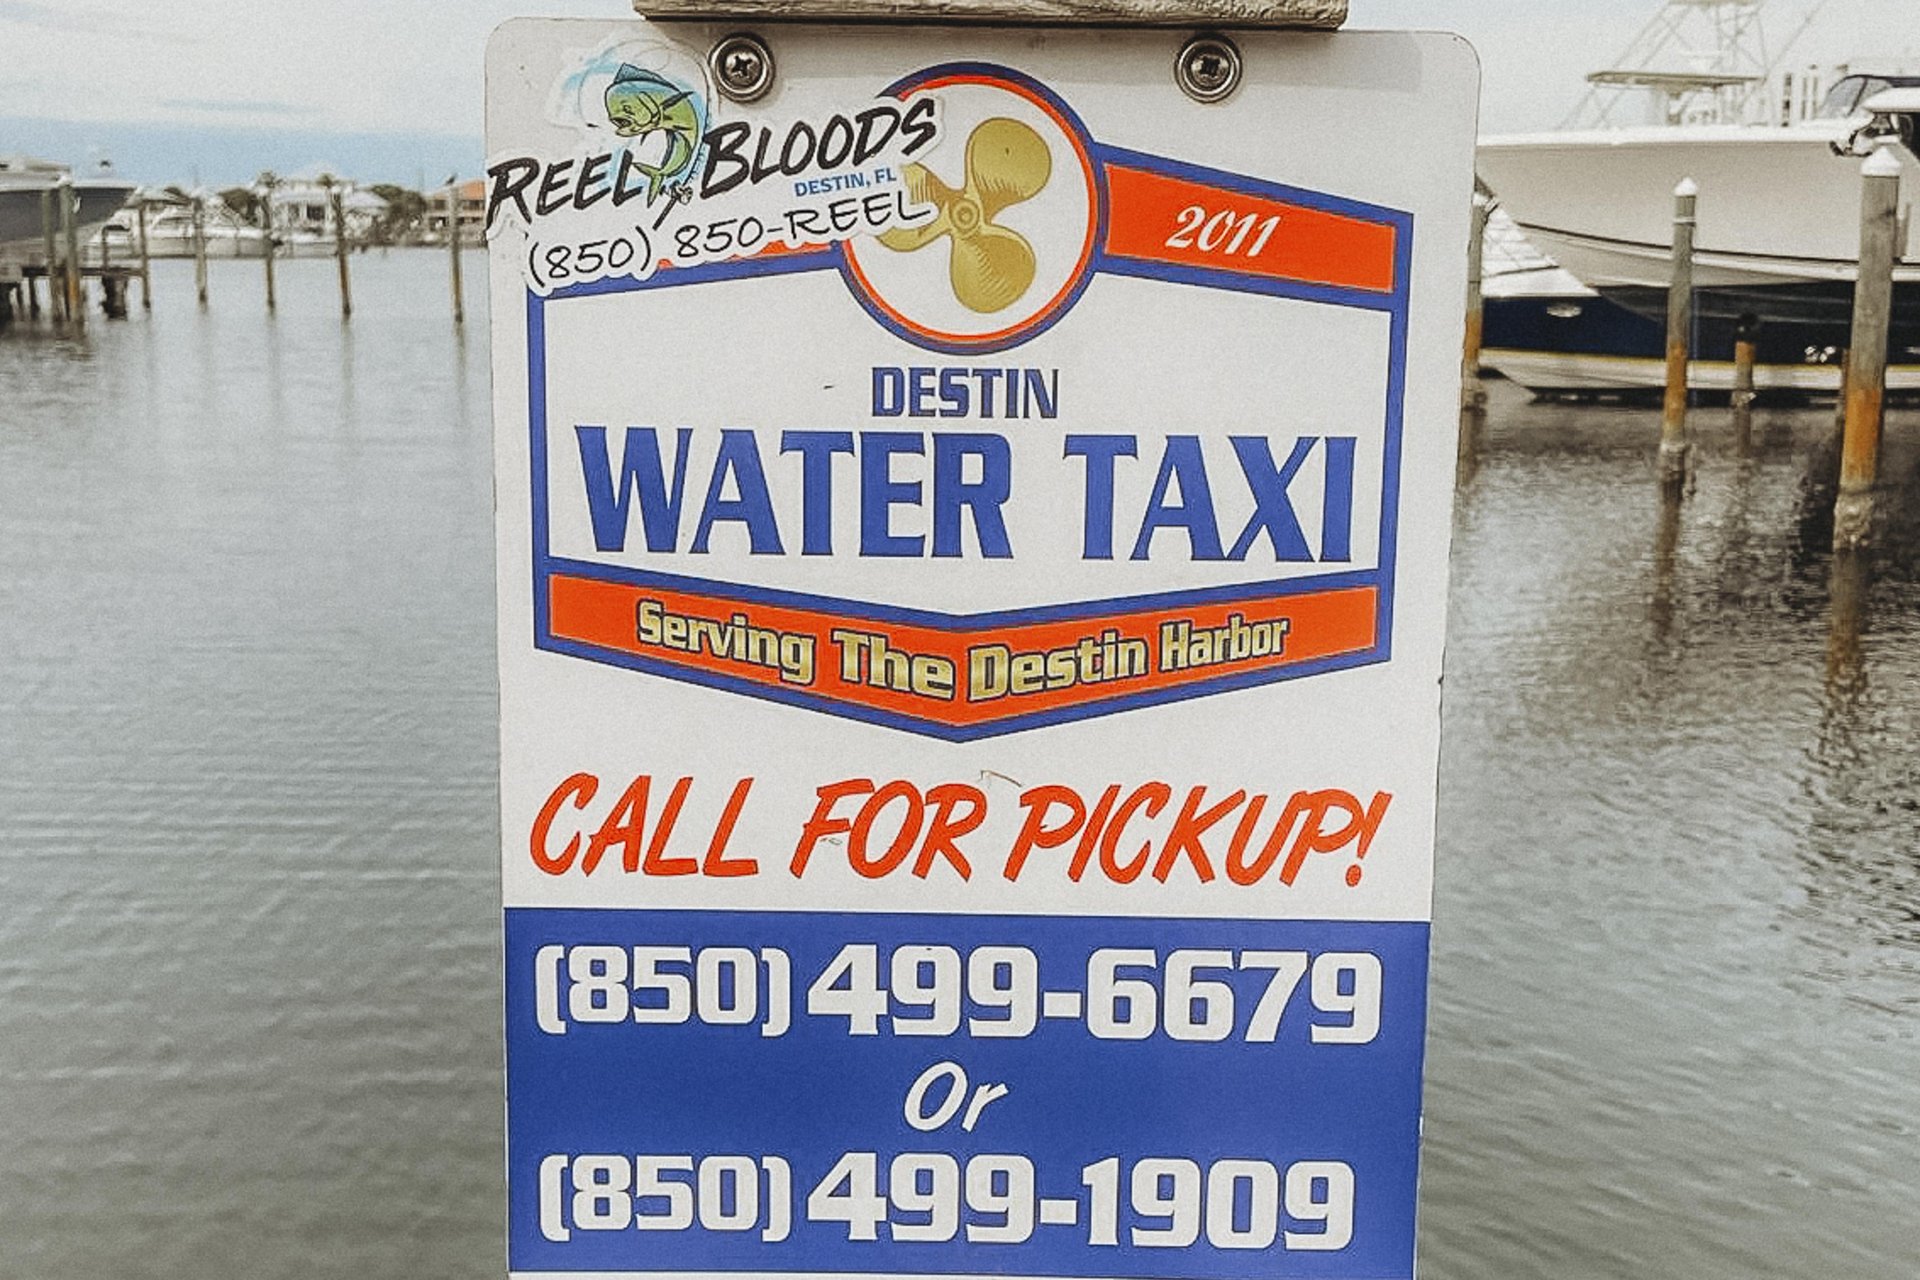 REEL BLOODS
DESTIN, FL
(850) 850-REEL
2011
DESTIN
WATER TAXI
Serving The Destin Harbor
CALL FOR PICKUP!
(850) 499-6679
Or
(850) 499-1909